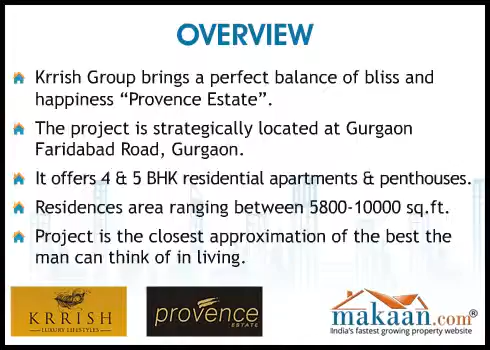 OVERVIEW
Krrish Group brings a perfect balance of bliss and
happiness “Provence Estate”.
The project is strategically located at Gurgaon
Faridabad Road, Gurgaon.
It offers 4 & 5 BHK residential apartments & penthouses.
Residences area ranging between 5800-10000 sq.ft.
Project is the closest approximation of the best the
man can think of in living.
KRRISH
LUXURY LIFESTYLES
provence
ESTATE
makaan.com®
India's fastest growing property website